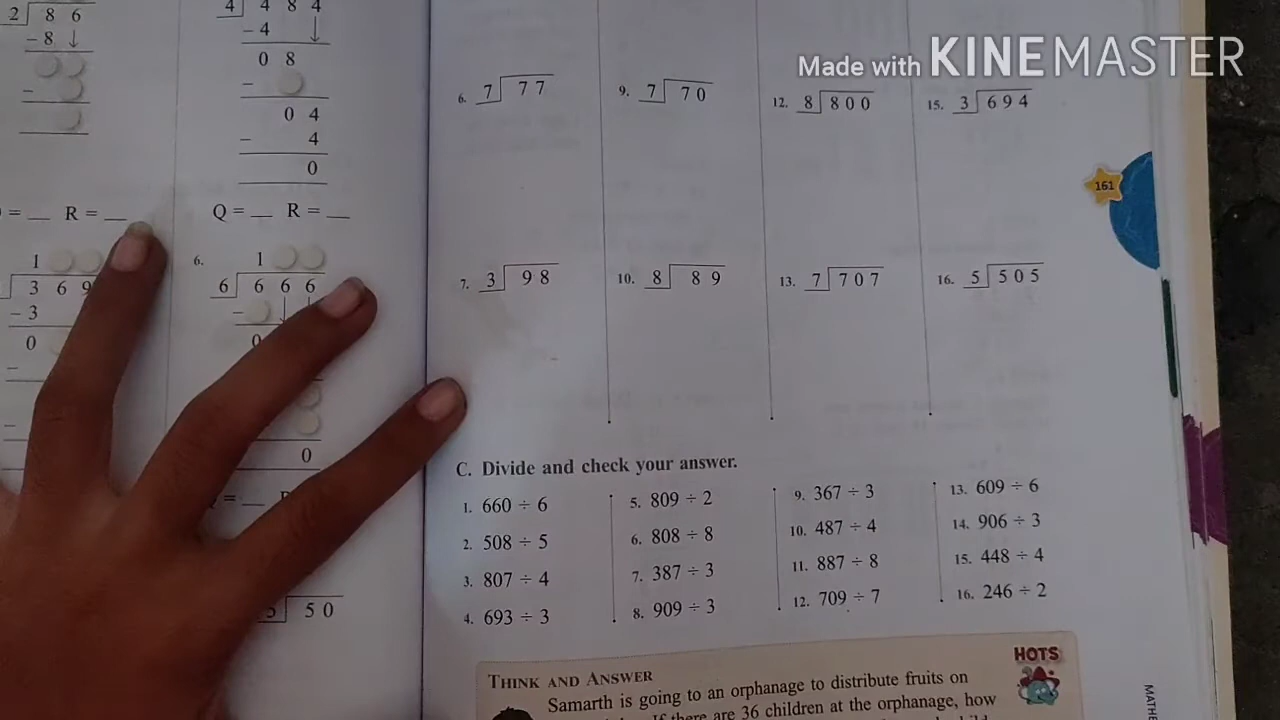 Made with KINEMASTER
2 8 6
– 8 ↓
–
R = __
1
3 6 9
– 3
0
–
–
4 4 8 4
– 4 ↓
0 8
–
0 4
– 4
0
Q = __ R = __
6. 1
6 6 6 6
– ↓
0
0
= __
5 0
6. 7 7 7
7. 3 9 8
9. 7 7 0
10. 8 8 9
12. 8 8 0 0
13. 7 7 0 7
15. 3 6 9 4
16. 5 5 0 5
161
C. Divide and check your answer.
1. 660 ÷ 6
2. 508 ÷ 5
3. 807 ÷ 4
4. 693 ÷ 3
5. 809 ÷ 2
6. 808 ÷ 8
7. 387 ÷ 3
8. 909 ÷ 3
9. 367 ÷ 3
10. 487 ÷ 4
11. 887 ÷ 8
12. 709 ÷ 7
13. 609 ÷ 6
14. 906 ÷ 3
15. 448 ÷ 4
16. 246 ÷ 2
HOTS
THINK AND ANSWER
Samarth is going to an orphanage to distribute fruits on
If there are 36 children at the orphanage, how